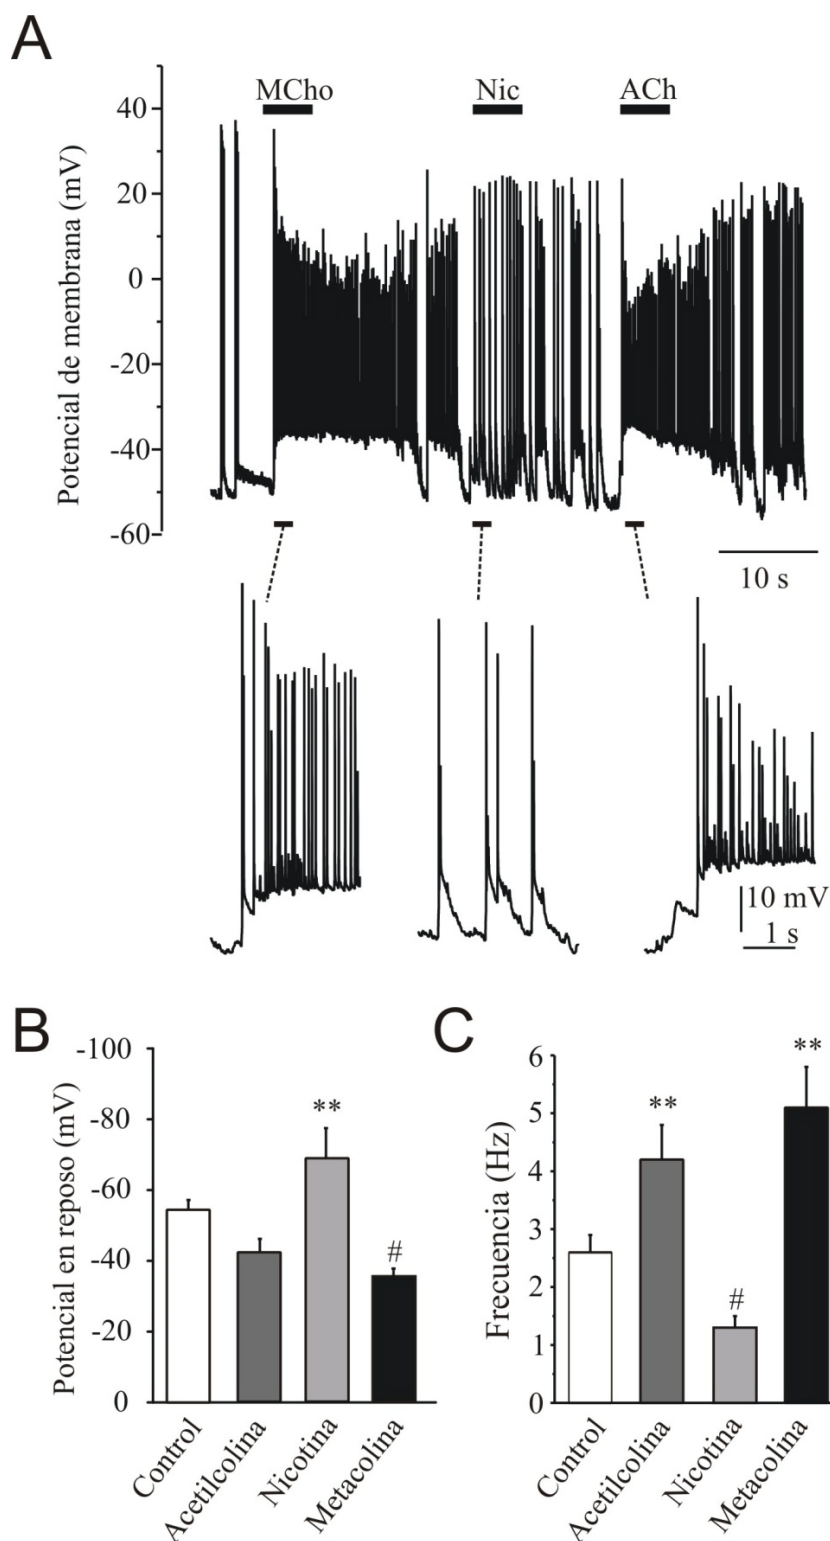 A
MCho Nic ACh
Potencial de membrana (mV)
40
20
0
-20
-40
-60
10 s
10 mV
1 s
B
Potencial en reposo (mV)
-100
-80
-60
-40
-20
0
**
#
Control
Acetilcolina
Nicotina
Metacolina
C
Frecuencia (Hz)
6
5
4
3
2
1
0
**
#
**
Control
Acetilcolina
Nicotina
Metacolina